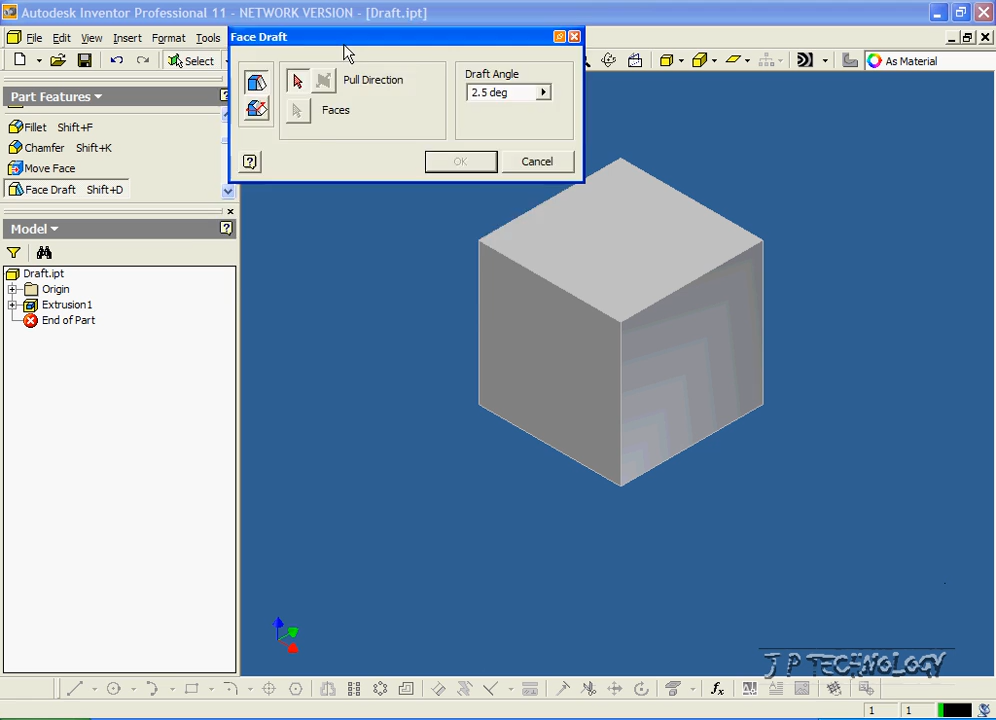 Autodesk Inventor Professional 11 - NETWORK VERSION - [Draft.ipt]
File Edit View Insert Format Tools
Select
As Material
Face Draft
Pull Direction
Faces
Draft Angle
2.5 deg
OK
Cancel
Part Features
Fillet Shift+F
Chamfer Shift+K
Move Face
Face Draft Shift+D
Model
Draft.ipt
Origin
Extrusion1
End of Part
J P TECHNOLOGY
fx
1 1